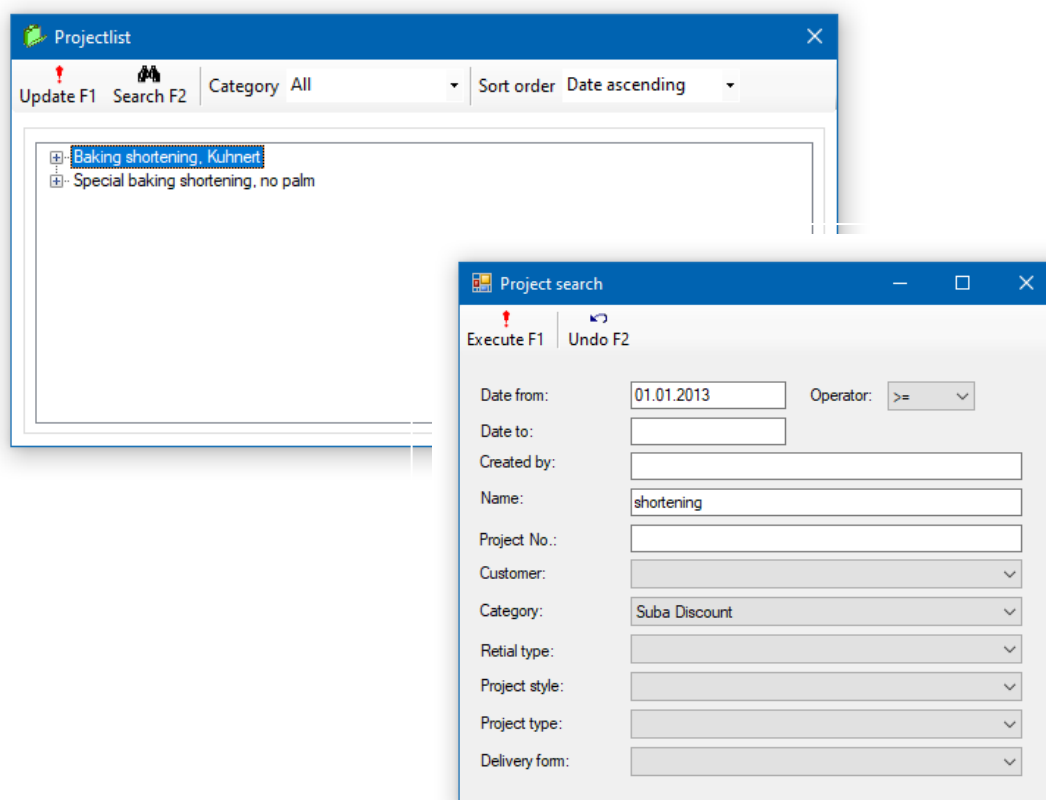 Projectlist
Update F1 Search F2 Category All Sort order Date ascending
Baking shortening, Kuhnert
Special baking shortening, no palm
Project search
Execute F1 Undo F2
Date from: 01.01.2013 Operator: >=
Date to:
Created by:
Name: shortening
Project No.:
Customer:
Category: Suba Discount
Retial type:
Project style:
Project type:
Delivery form: